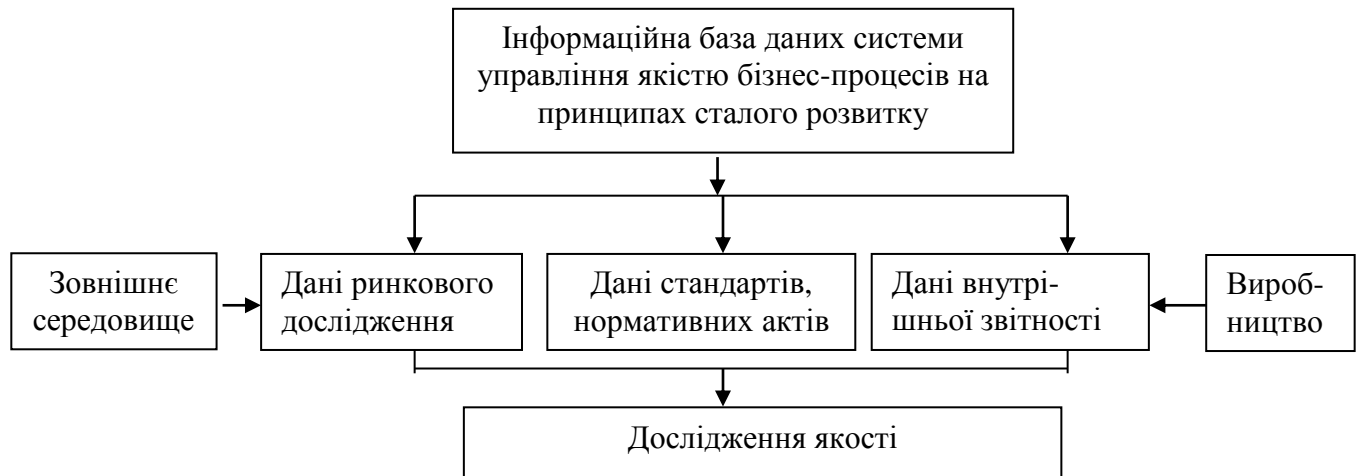 Інформаційна база даних системи
управління якістю бізнес-процесів на
принципах сталого розвитку
Зовнішнє
середовище
Дані ринкового
дослідження
Дані стандартів,
нормативних актів
Дані внутрі-
шньої звітності
Вироб-
ництво
Дослідження якості